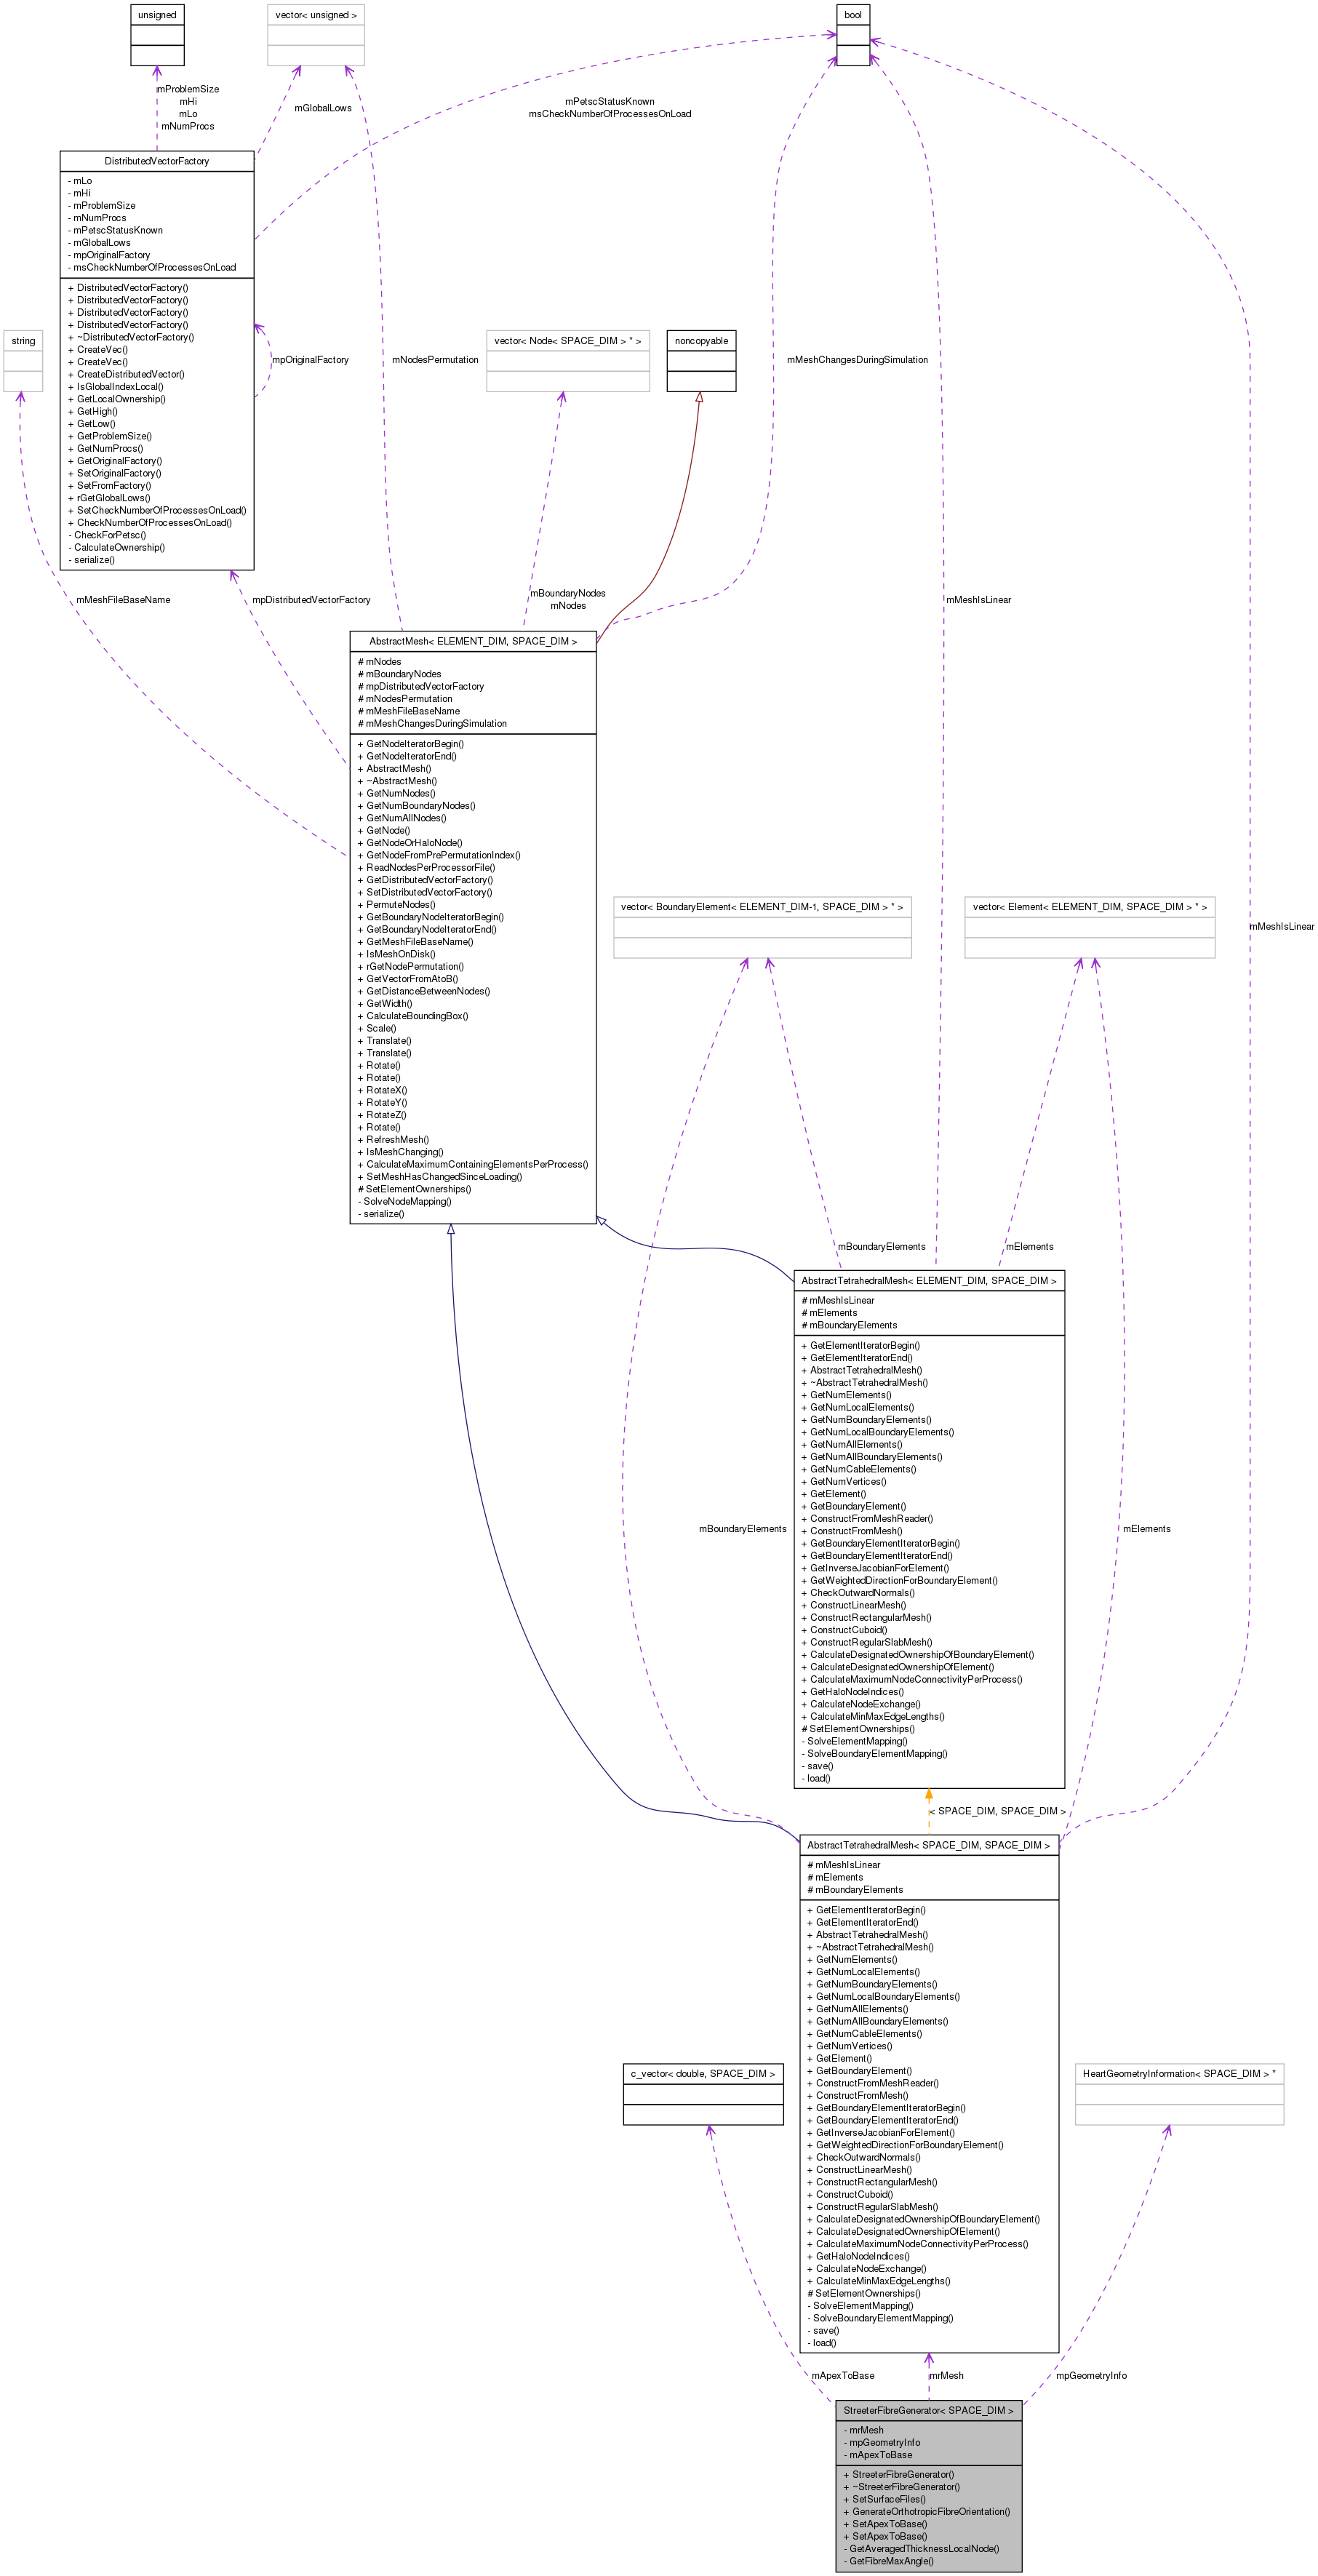 unsigned
vector< unsigned >
bool
mProblemSize
mHi
mLo
mNumProcs
mGlobalLows
mPetscStatusKnown
msCheckNumberOfProcessesOnLoad
DistributedVectorFactory
- mLo
- mHi
- mProblemSize
- mNumProcs
- mPetscStatusKnown
- mGlobalLows
- mpOriginalFactory
- msCheckNumberOfProcessesOnLoad
+ DistributedVectorFactory()
+ DistributedVectorFactory()
+ DistributedVectorFactory()
+ DistributedVectorFactory()
+ ~DistributedVectorFactory()
+ CreateVec()
+ CreateVec()
+ CreateDistributedVector()
+ IsGlobalIndexLocal()
+ GetLocalOwnership()
+ GetHigh()
+ GetLow()
+ GetProblemSize()
+ GetNumProcs()
+ GetOriginalFactory()
+ SetOriginalFactory()
+ SetFromFactory()
+ rGetGlobalLows()
+ SetCheckNumberOfProcessesOnLoad()
+ CheckNumberOfProcessesOnLoad()
- CheckForPetsc()
- CalculateOwnership()
- serialize()
string
mpOriginalFactory
mNodesPermutation
vector< Node< SPACE_DIM > * >
noncopyable
mMeshChangesDuringSimulation
mMeshFileBaseName
mpDistributedVectorFactory
mBoundaryNodes
mNodes
mMeshIsLinear
AbstractMesh< ELEMENT_DIM, SPACE_DIM >
# mNodes
# mBoundaryNodes
# mpDistributedVectorFactory
# mNodesPermutation
# mMeshFileBaseName
# mMeshChangesDuringSimulation
+ GetNodeIteratorBegin()
+ GetNodeIteratorEnd()
+ AbstractMesh()
+ ~AbstractMesh()
+ GetNumNodes()
+ GetNumBoundaryNodes()
+ GetNumAllNodes()
+ GetNode()
+ GetNodeOrHaloNode()
+ GetNodeFromPrePermutationIndex()
+ ReadNodesPerProcessorFile()
+ GetDistributedVectorFactory()
+ SetDistributedVectorFactory()
+ PermuteNodes()
+ GetBoundaryNodeIteratorBegin()
+ GetBoundaryNodeIteratorEnd()
+ GetMeshFileBaseName()
+ IsMeshOnDisk()
+ rGetNodePermutation()
+ GetVectorFromAtoB()
+ GetDistanceBetweenNodes()
+ GetWidth()
+ CalculateBoundingBox()
+ Scale()
+ Translate()
+ Translate()
+ Rotate()
+ Rotate()
+ RotateX()
+ RotateY()
+ RotateZ()
+ Rotate()
+ RefreshMesh()
+ IsMeshChanging()
+ CalculateMaximumContainingElementsPerProcess()
+ SetMeshHasChangedSinceLoading()
# SetElementOwnerships()
- SolveNodeMapping()
- serialize()
vector< BoundaryElement< ELEMENT_DIM-1, SPACE_DIM > * >
vector< Element< ELEMENT_DIM, SPACE_DIM > * >
mMeshIsLinear
mBoundaryElements
mElements
AbstractTetrahedralMesh< ELEMENT_DIM, SPACE_DIM >
# mMeshIsLinear
# mElements
# mBoundaryElements
+ GetElementIteratorBegin()
+ GetElementIteratorEnd()
+ AbstractTetrahedralMesh()
+ ~AbstractTetrahedralMesh()
+ GetNumElements()
+ GetNumLocalElements()
+ GetNumBoundaryElements()
+ GetNumLocalBoundaryElements()
+ GetNumAllElements()
+ GetNumAllBoundaryElements()
+ GetNumCableElements()
+ GetNumVertices()
+ GetElement()
+ GetBoundaryElement()
+ ConstructFromMeshReader()
+ ConstructFromMesh()
+ GetBoundaryElementIteratorBegin()
+ GetBoundaryElementIteratorEnd()
+ GetInverseJacobianForElement()
+ GetWeightedDirectionForBoundaryElement()
+ CheckOutwardNormals()
+ ConstructLinearMesh()
+ ConstructRectangularMesh()
+ ConstructCuboid()
+ ConstructRegularSlabMesh()
+ CalculateDesignatedOwnershipOfBoundaryElement()
+ CalculateDesignatedOwnershipOfElement()
+ CalculateMaximumNodeConnectivityPerProcess()
+ GetHaloNodeIndices()
+ CalculateNodeExchange()
+ CalculateMinMaxEdgeLengths()
# SetElementOwnerships()
- SolveElementMapping()
- SolveBoundaryElementMapping()
- save()
- load()
mBoundaryElements
mElements
< SPACE_DIM, SPACE_DIM >
AbstractTetrahedralMesh< SPACE_DIM, SPACE_DIM >
# mMeshIsLinear
# mElements
# mBoundaryElements
+ GetElementIteratorBegin()
+ GetElementIteratorEnd()
+ AbstractTetrahedralMesh()
+ ~AbstractTetrahedralMesh()
+ GetNumElements()
+ GetNumLocalElements()
+ GetNumBoundaryElements()
+ GetNumLocalBoundaryElements()
+ GetNumAllElements()
+ GetNumAllBoundaryElements()
+ GetNumCableElements()
+ GetNumVertices()
+ GetElement()
+ GetBoundaryElement()
+ ConstructFromMeshReader()
+ ConstructFromMesh()
+ GetBoundaryElementIteratorBegin()
+ GetBoundaryElementIteratorEnd()
+ GetInverseJacobianForElement()
+ GetWeightedDirectionForBoundaryElement()
+ CheckOutwardNormals()
+ ConstructLinearMesh()
+ ConstructRectangularMesh()
+ ConstructCuboid()
+ ConstructRegularSlabMesh()
+ CalculateDesignatedOwnershipOfBoundaryElement()
+ CalculateDesignatedOwnershipOfElement()
+ CalculateMaximumNodeConnectivityPerProcess()
+ GetHaloNodeIndices()
+ CalculateNodeExchange()
+ CalculateMinMaxEdgeLengths()
# SetElementOwnerships()
- SolveElementMapping()
- SolveBoundaryElementMapping()
- save()
- load()
c_vector< double, SPACE_DIM >
HeartGeometryInformation< SPACE_DIM > *
mApexToBase
mrMesh
mpGeometryInfo
StreeterFibreGenerator< SPACE_DIM >
- mrMesh
- mpGeometryInfo
- mApexToBase
+ StreeterFibreGenerator()
+ ~StreeterFibreGenerator()
+ SetSurfaceFiles()
+ GenerateOrthotropicFibreOrientation()
+ SetApexToBase()
+ SetApexToBase()
- GetAveragedThicknessLocalNode()
- GetFibreMaxAngle()